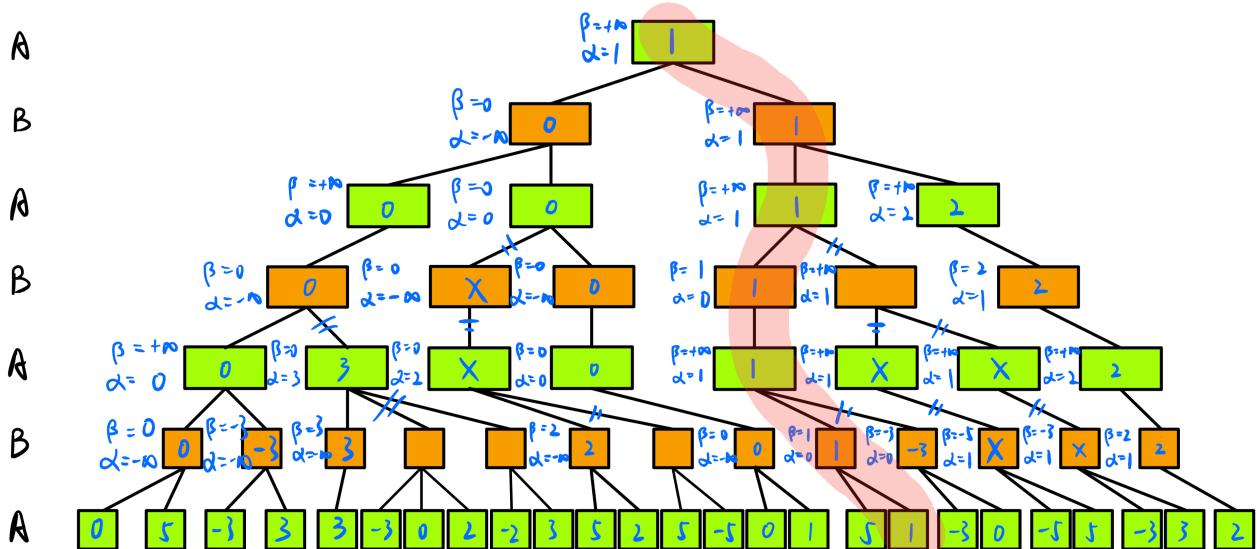 A
β=+∞
α=1
1
B
β=0
α=-∞
0
β=+∞
α=1
1
A
β=+∞
α=0
0
β=0
α=0
0
β=+∞
α=1
1
β=+∞
α=2
2
B
β=0
α=-∞
0
β=0
α=-∞
X
β=0
α=-∞
0
β=1
α=0
1
β=+∞
α=1
β=2
α=1
2
A
β=+∞
α=0
0
β=0
α=3
3
β=0
α=2
X
β=0
α=0
0
β=+∞
α=1
1
β=+∞
α=1
X
β=+∞
α=1
X
β=+∞
α=2
2
B
β=0
α=-∞
0
β=-3
α=-∞
-3
β=3
α=-∞
3
β=2
α=-∞
2
β=0
α=-∞
0
β=1
α=0
1
β=-3
α=0
-3
β=-5
α=1
X
β=-3
α=1
X
β=2
α=1
2
A
0 5 -3 3 3 -3 0 2 -2 3 5 2 5 -5 0 1 5 1 -3 0 -5 5 -3 3 2